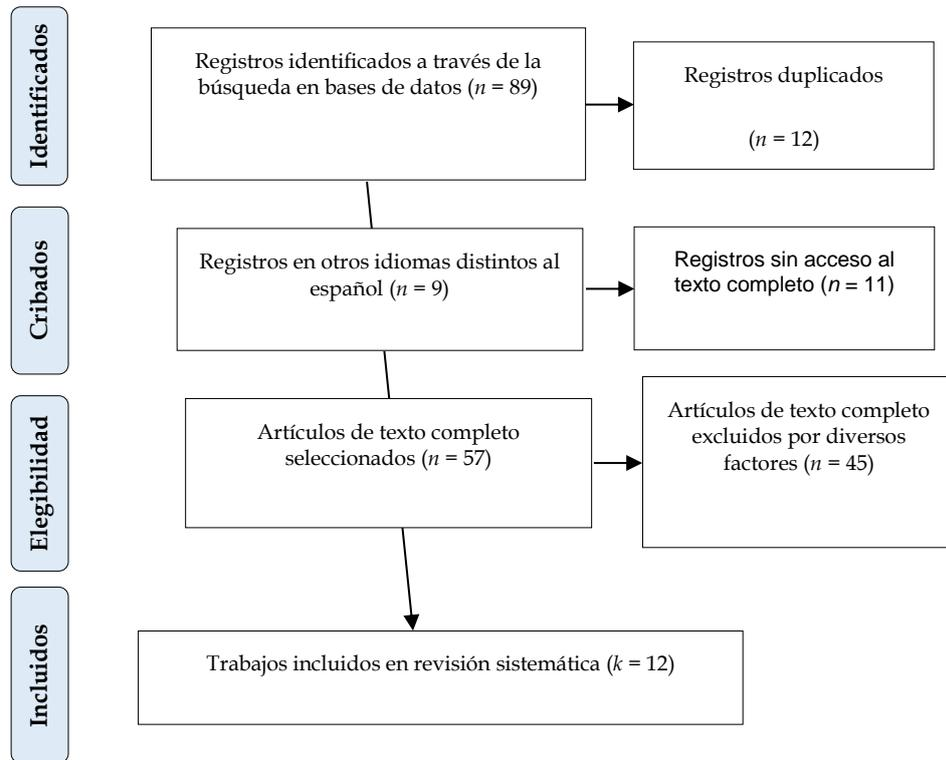 Identificados
Registros identificados a través de la
búsqueda en bases de datos (n = 89)
Registros duplicados
(n = 12)
Cribados
Registros en otros idiomas distintos al
español (n = 9)
Registros sin acceso al
texto completo (n = 11)
Elegibilidad
Artículos de texto completo
seleccionados (n = 57)
Artículos de texto completo
excluidos por diversos
factores (n = 45)
Incluidos
Trabajos incluidos en revisión sistemática (k = 12)